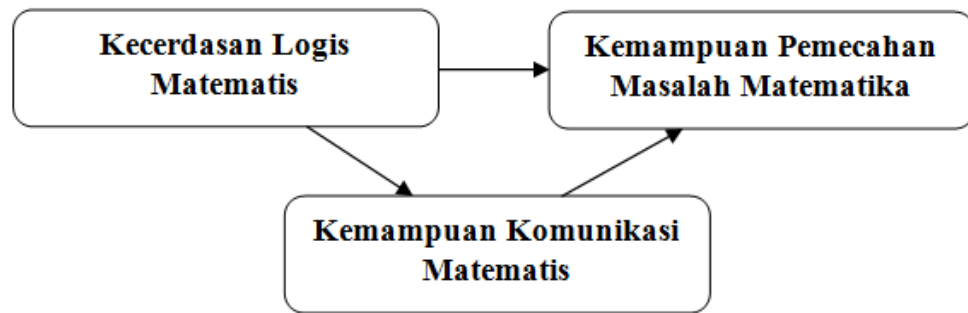 Kecerdasan Logis
Matematis
Kemampuan Pemecahan
Masalah Matematika
Kemampuan Komunikasi
Matematis